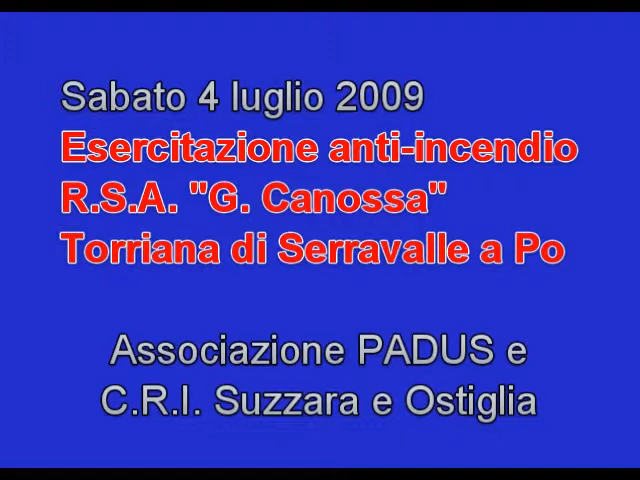 Sabato 4 luglio 2009
Esercitazione anti-incendio
R.S.A. "G. Canossa"
Torriana di Serravalle a Po
Associazione PADUS e
C.R.I. Suzzara e Ostiglia